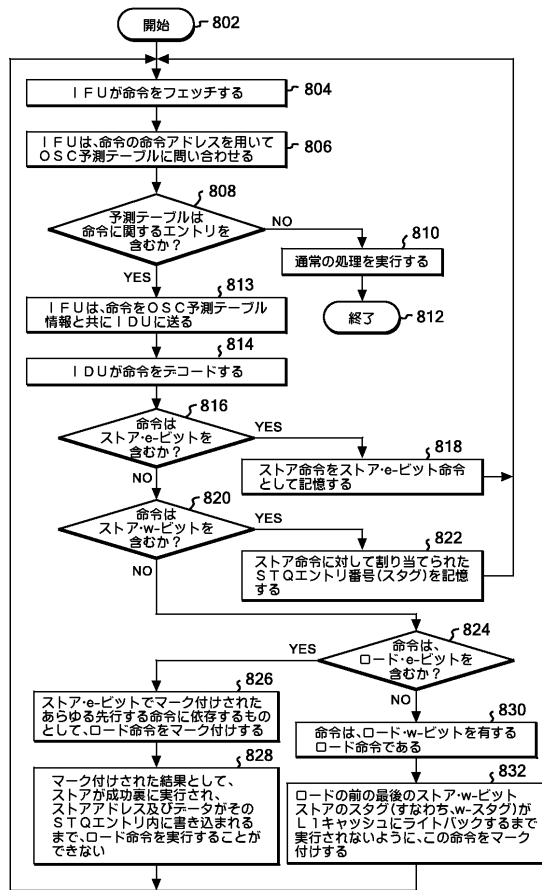 開始
802
IFUが命令をフェッチする
804
IFUは、命令の命令アドレスを用いて
OSC予測テーブルに問い合わせる
806
808
予測テーブルは
命令に関するエントリを
含むか?
NO
YES
810
通常の処理を実行する
終了
812
813
IFUは、命令をOSC予測テーブル
情報と共にIDUに送る
814
IDUが命令をデコードする
816
命令は
ストア・e-ビットを
含むか?
YES
NO
818
ストア命令をストア・e-ビット命令
として記憶する
820
命令は
ストア・w-ビットを
含むか?
YES
NO
822
ストア命令に対して割り当てられた
STQエントリ番号(スタグ)を記憶
する
824
命令は、
ロード・e-ビットを
含むか?
YES
NO
826
ストア・e-ビットでマーク付けされた
あらゆる先行する命令に依存するもの
として、ロード命令をマーク付けする
828
マーク付けされた結果として、
ストアが成功裏に実行され、
ストアアドレス及びデータがその
STQエントリ内に書き込まれる
まで、ロード命令を実行することが
できない
830
命令は、ロード・w-ビットを有する
ロード命令である
832
ロードの前の最後のストア・w-ビット
ストアのスタグ(すなわち、w-スタグ)が
L1キャッシュにライトバックするまで
実行されないように、この命令をマーク
付けする